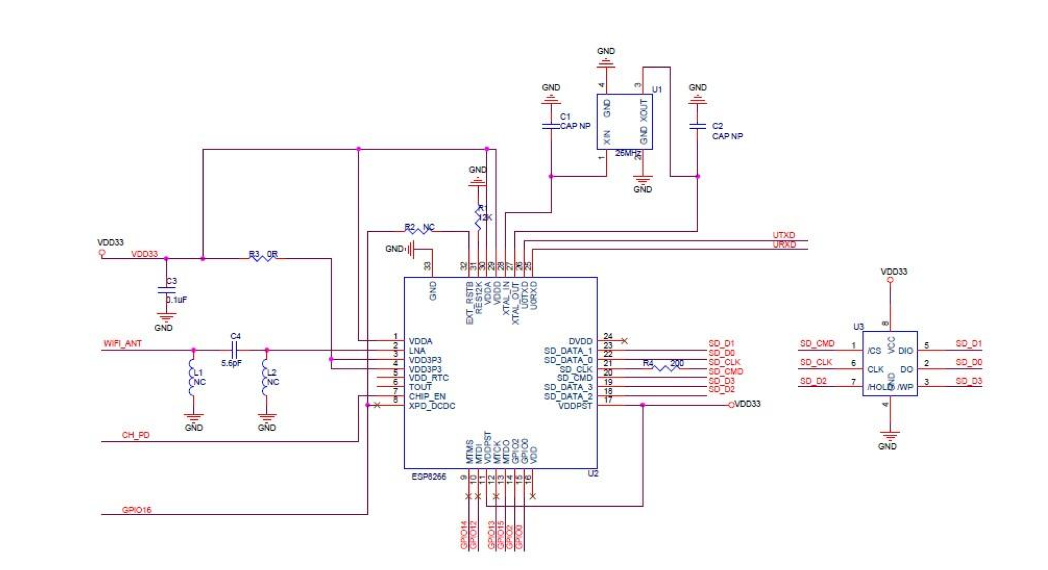 GND
GND
GND
C1
CAP NP
4
3
GND
XOUT
U1
C2
CAP NP
XIN
GND
25MHz
1
2
GND
GND
R1
12K
R2 NC
GND
UTXD
URXD
VDD33
VDD33
R3 0R
33
32
31
30
29
28
27
26
25
C3
0.1uF
GND
GND
EXT_RSTB
RES12K
VDDA
VDDD
XTAL_IN
XTAL_OUT
U0TXD
U0RXD
VDD33
8
U3
WIFI_ANT
C4
5.6pF
L1
NC
L2
NC
GND
GND
1 VDDA
2 LNA
3 VDD3P3
4 VDD3P3
5 VDD_RTC
6 TOUT
7 CHIP_EN
8 XPD_DCDC
DVDD 24
SD_DATA_1 23 SD_D1
SD_DATA_0 22 SD_D0
SD_CLK 21 R4 200 SD_CLK
SD_CMD 20 SD_CMD
SD_DATA_3 19 SD_D3
SD_DATA_2 18 SD_D2
VDDPST 17 VDD33
SD_CMD 1 /CS VCC DIO 5 SD_D1
SD_CLK 6 CLK DO 2 SD_D0
SD_D2 7 /HOLD GND /WP 3 SD_D3
4
GND
CH_PD
MTMS
MTDI
VDDPST
MTCK
MTDO
GPIO2
GPIO0
VDD
ESP8266
U2
9
10
11
12
13
14
15
16
GPIO16
GPIO14
GPIO12
GPIO13
GPIO15
GPIO2
GPIO0